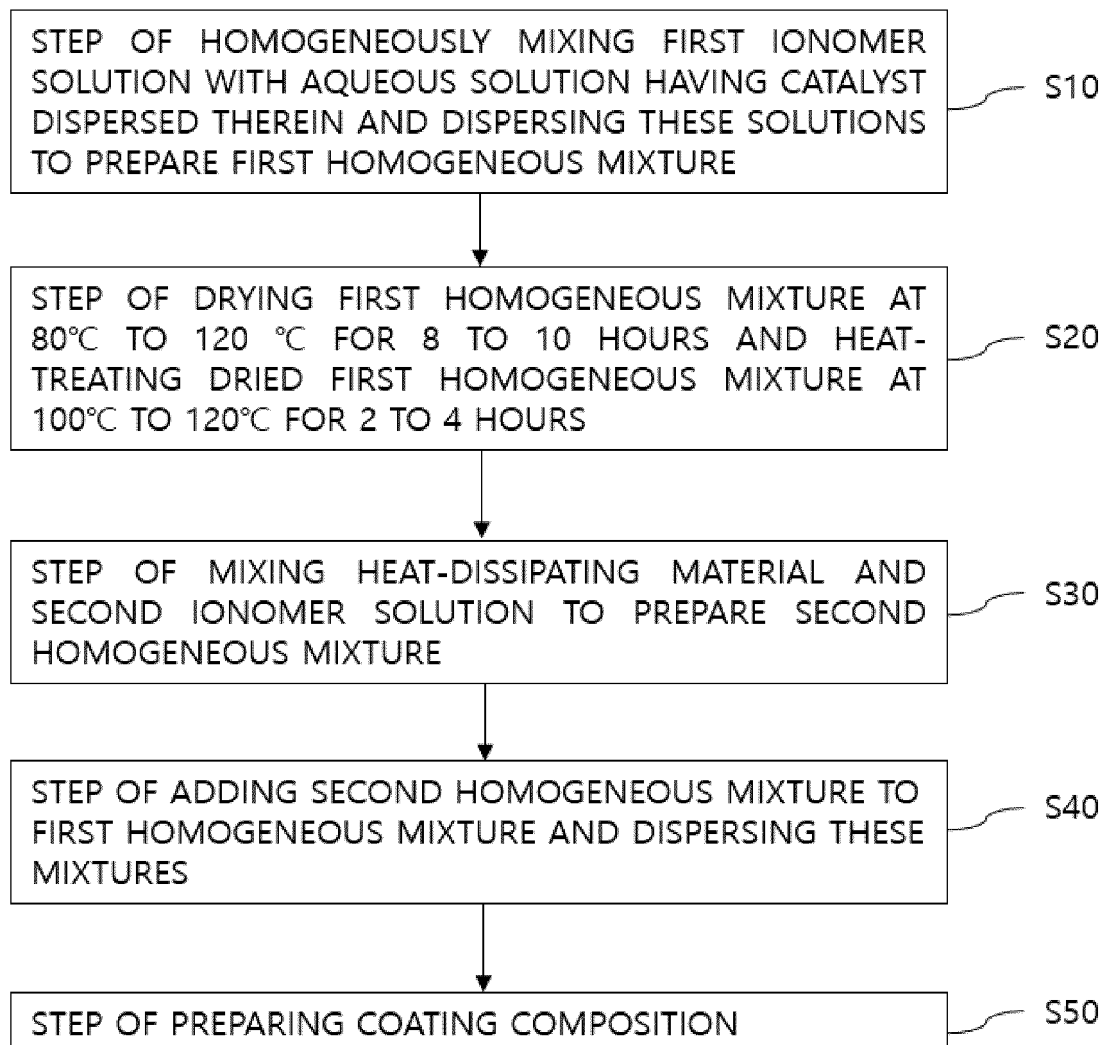 STEP OF HOMOGENEOUSLY MIXING FIRST IONOMER
SOLUTION WITH AQUEOUS SOLUTION HAVING CATALYST
DISPERSED THEREIN AND DISPERSING THESE SOLUTIONS
TO PREPARE FIRST HOMOGENEOUS MIXTURE
S10
STEP OF DRYING FIRST HOMOGENEOUS MIXTURE AT
80℃ TO 120 ℃ FOR 8 TO 10 HOURS AND HEAT-
TREATING DRIED FIRST HOMOGENEOUS MIXTURE AT
100℃ TO 120℃ FOR 2 TO 4 HOURS
S20
STEP OF MIXING HEAT-DISSIPATING MATERIAL AND
SECOND IONOMER SOLUTION TO PREPARE SECOND
HOMOGENEOUS MIXTURE
S30
STEP OF ADDING SECOND HOMOGENEOUS MIXTURE TO
FIRST HOMOGENEOUS MIXTURE AND DISPERSING THESE
MIXTURES
S40
STEP OF PREPARING COATING COMPOSITION
S50